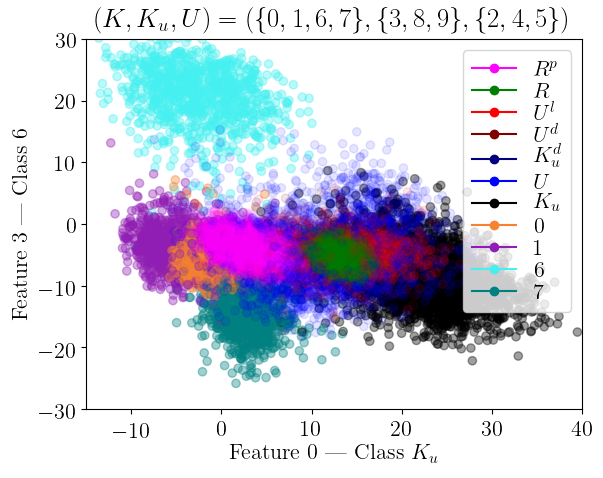 (K, K_u, U) = ({0, 1, 6, 7}, {3, 8, 9}, {2, 4, 5})
30
20
10
0
−10
−20
−30
Feature 3 — Class 6
R^p
R
U^l
U^d
K_u^d
U
K_u
0
1
6
7
−10
0
10
20
30
40
Feature 0 — Class K_u